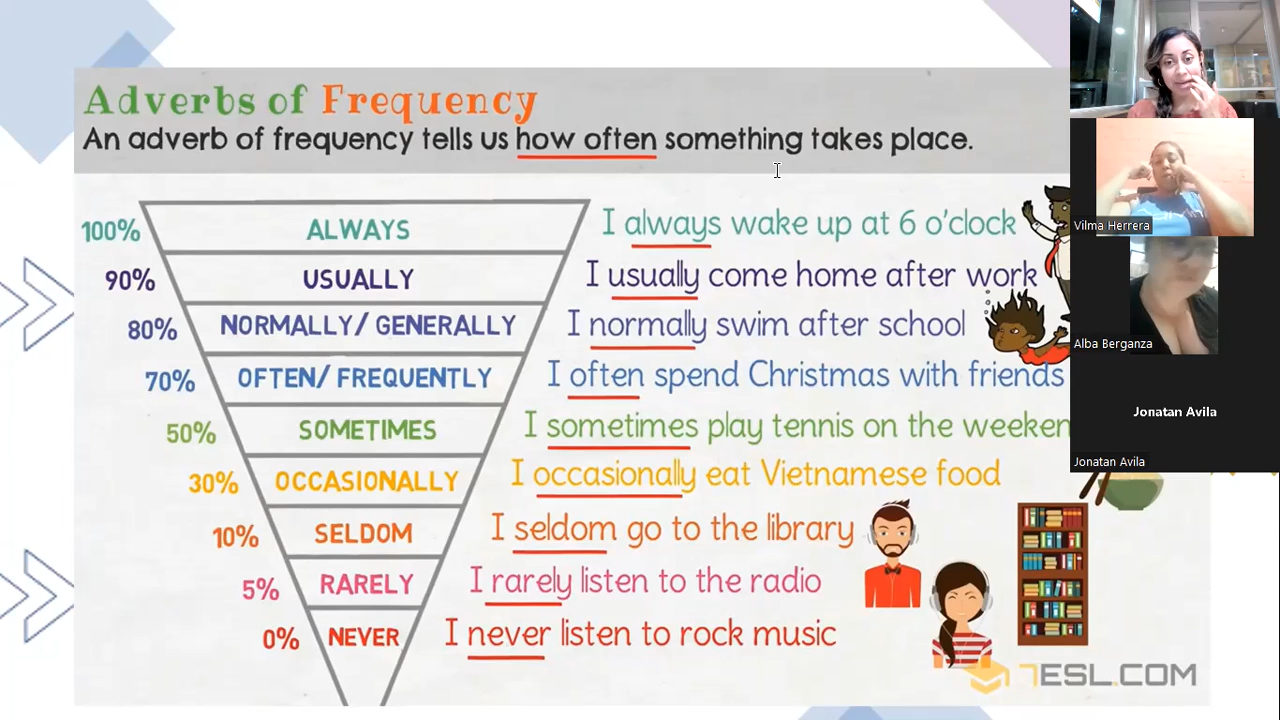 Adverbs of Frequency
An adverb of frequency tells us how often something takes place.
100% ALWAYS I always wake up at 6 o'clock
90% USUALLY I usually come home after work
80% NORMALLY/ GENERALLY I normally swim after school
70% OFTEN/ FREQUENTLY I often spend Christmas with friends
50% SOMETIMES I sometimes play tennis on the weeken
30% OCCASIONALLY I occasionally eat Vietnamese food
10% SELDOM I seldom go to the library
5% RARELY I rarely listen to the radio
0% NEVER I never listen to rock music
7ESL.COM
Vilma Herrera
Alba Berganza
Jonatan Avila
Jonatan Avila